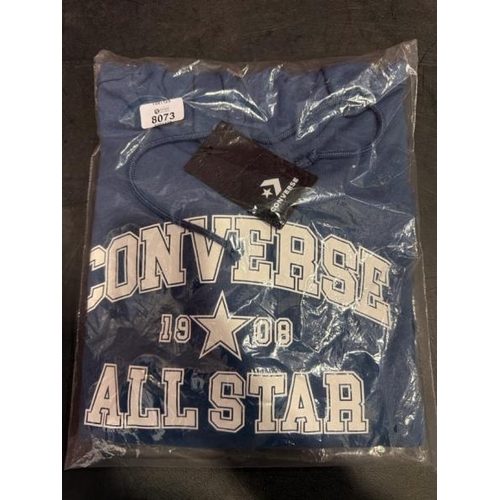 8073
CONVERSE
CONVERSE
19 08
ALL STAR